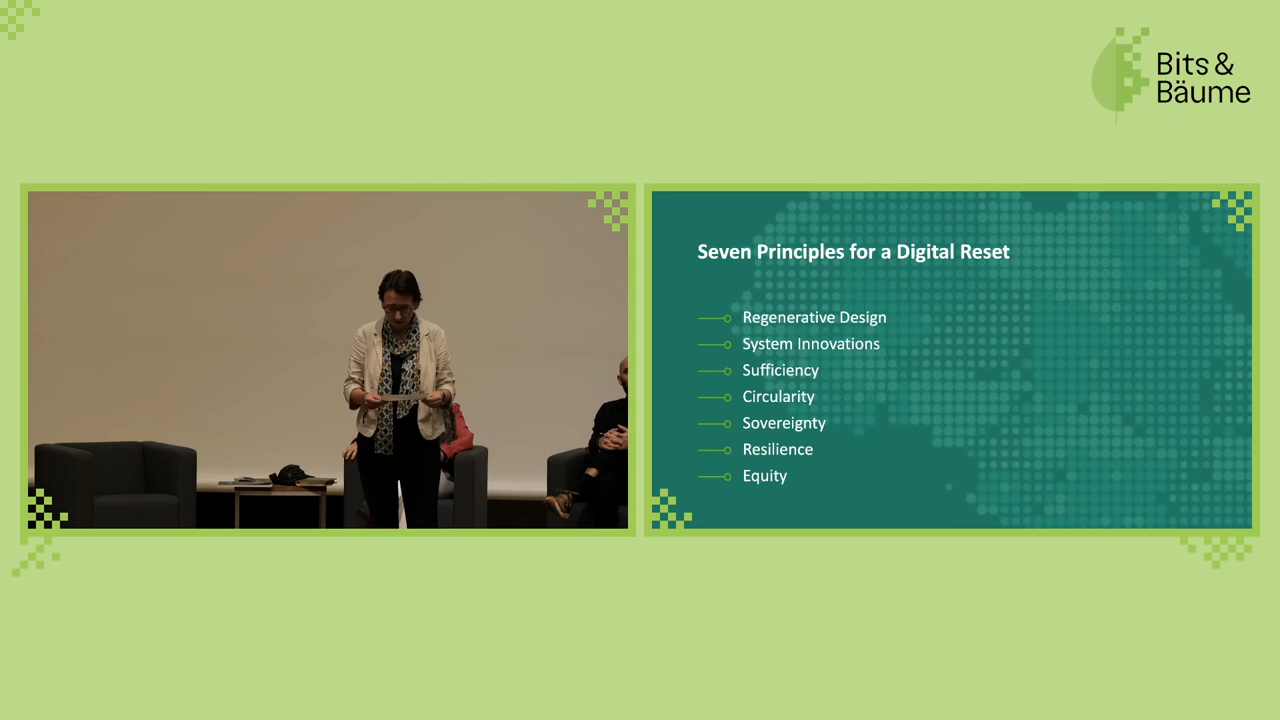 Bits &
Bäume
Seven Principles for a Digital Reset
Regenerative Design
System Innovations
Sufficiency
Circularity
Sovereignty
Resilience
Equity